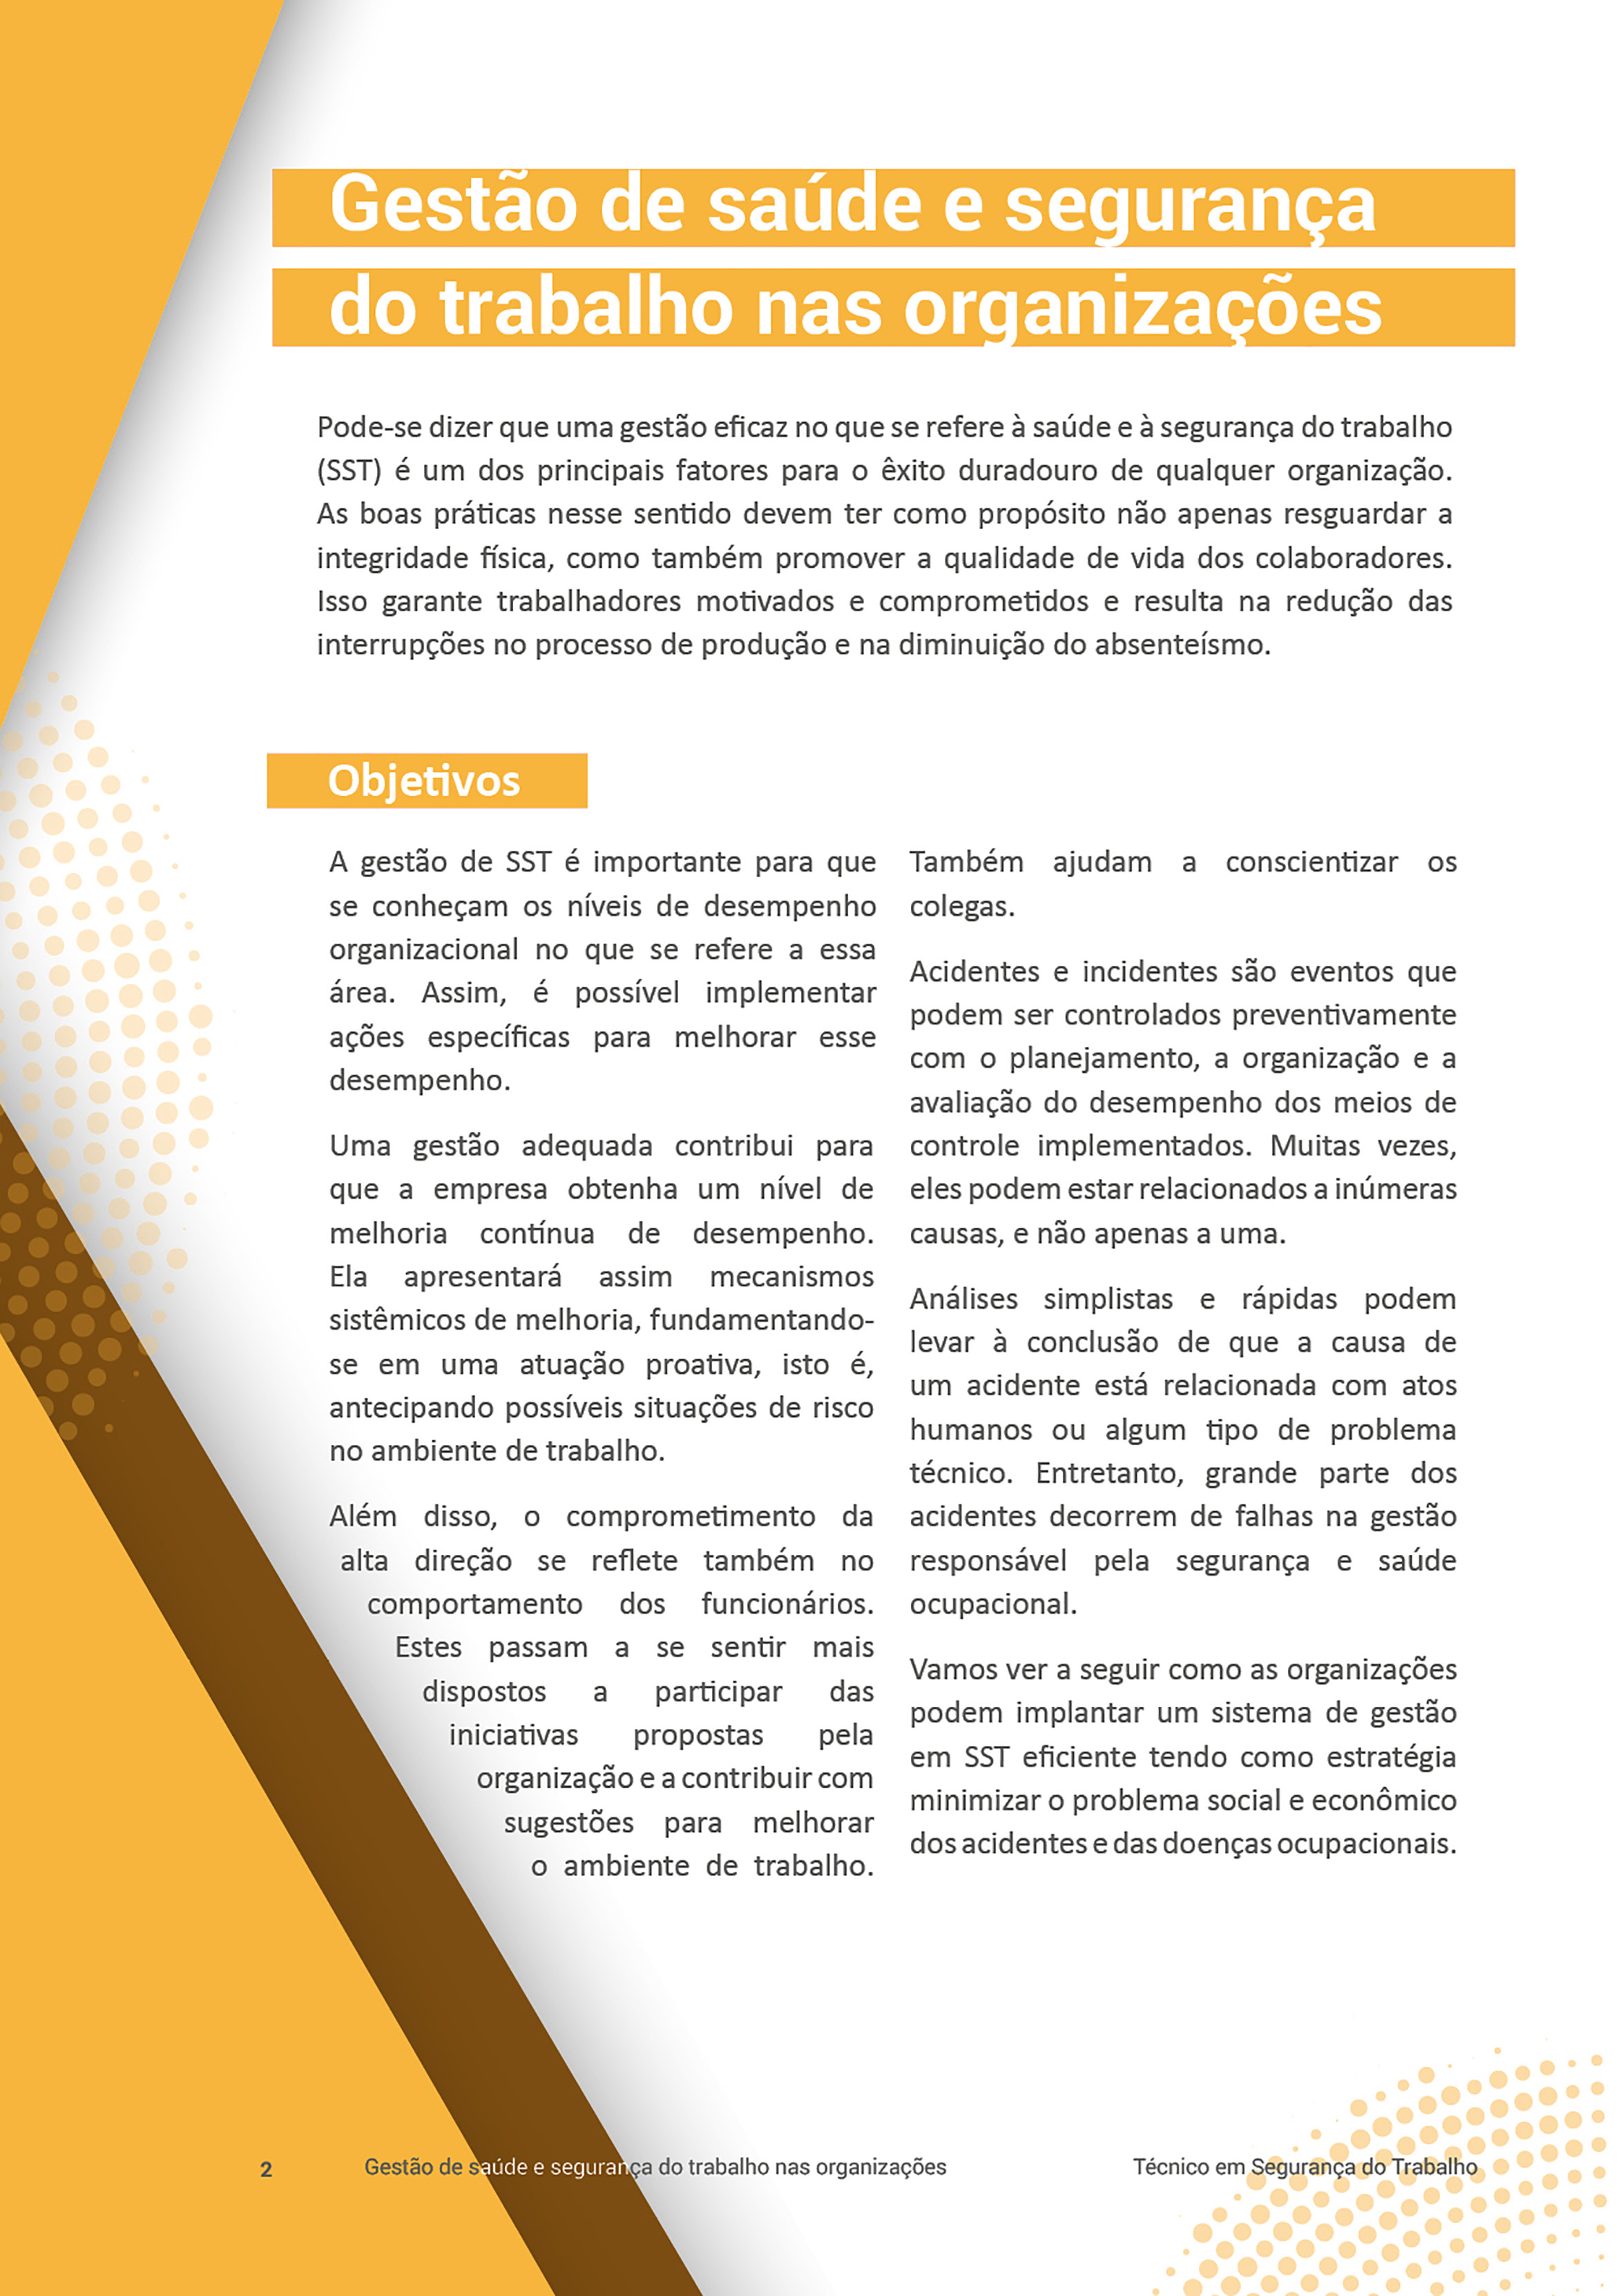 Gestão de saúde e segurança
do trabalho nas organizações
Pode-se dizer que uma gestão eficaz no que se refere à saúde e à segurança do trabalho
(SST) é um dos principais fatores para o êxito duradouro de qualquer organização.
As boas práticas nesse sentido devem ter como propósito não apenas resguardar a
integridade física, como também promover a qualidade de vida dos colaboradores.
Isso garante trabalhadores motivados e comprometidos e resulta na redução das
interrupções no processo de produção e na diminuição do absenteísmo.
Objetivos
A gestão de SST é importante para que
se conheçam os níveis de desempenho
organizacional no que se refere a essa
área. Assim, é possível implementar
ações específicas para melhorar esse
desempenho.
Uma gestão adequada contribui para
que a empresa obtenha um nível de
melhoria contínua de desempenho.
Ela apresentará assim mecanismos
sistêmicos de melhoria, fundamentando-
se em uma atuação proativa, isto é,
antecipando possíveis situações de risco
no ambiente de trabalho.
Além disso, o comprometimento da
alta direção se reflete também no
comportamento dos funcionários.
Estes passam a se sentir mais
dispostos a participar das
iniciativas propostas pela
organização e a contribuir com
sugestões para melhorar
o ambiente de trabalho.
Também ajudam a conscientizar os
colegas.
Acidentes e incidentes são eventos que
podem ser controlados preventivamente
com o planejamento, a organização e a
avaliação do desempenho dos meios de
controle implementados. Muitas vezes,
eles podem estar relacionados a inúmeras
causas, e não apenas a uma.
Análises simplistas e rápidas podem
levar à conclusão de que a causa de
um acidente está relacionada com atos
humanos ou algum tipo de problema
técnico. Entretanto, grande parte dos
acidentes decorrem de falhas na gestão
responsável pela segurança e saúde
ocupacional.
Vamos ver a seguir como as organizações
podem implantar um sistema de gestão
em SST eficiente tendo como estratégia
minimizar o problema social e econômico
dos acidentes e das doenças ocupacionais.
2 Gestão de saúde e segurança do trabalho nas organizações Técnico em Segurança do Trabalho